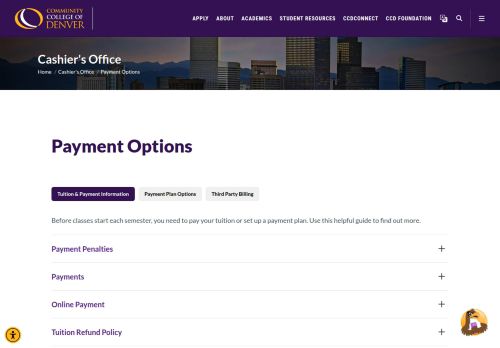 COMMUNITY
COLLEGE OF
DENVER
APPLY ABOUT ACADEMICS STUDENT RESOURCES CCDCONNECT CCD FOUNDATION
Cashier's Office
Home / Cashier's Office / Payment Options
Payment Options
Tuition & Payment Information Payment Plan Options Third Party Billing
Before classes start each semester, you need to pay your tuition or set up a payment plan. Use this helpful guide to find out more.
Payment Penalties
Payments
Online Payment
Tuition Refund Policy